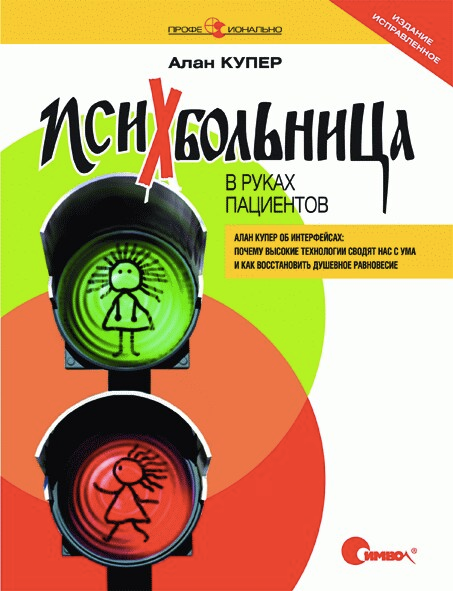 ПРОФЕССИОНАЛЬНО
ИЗДАНИЕ
ИСПРАВЛЕННОЕ
Алан КУПЕР
ПСИХБОЛЬНИЦА
В РУКАХ
ПАЦИЕНТОВ
АЛАН КУПЕР ОБ ИНТЕРФЕЙСАХ:
ПОЧЕМУ ВЫСОКИЕ ТЕХНОЛОГИИ СВОДЯТ НАС С УМА
И КАК ВОССТАНОВИТЬ ДУШЕВНОЕ РАВНОВЕСИЕ
СИМВОЛ®